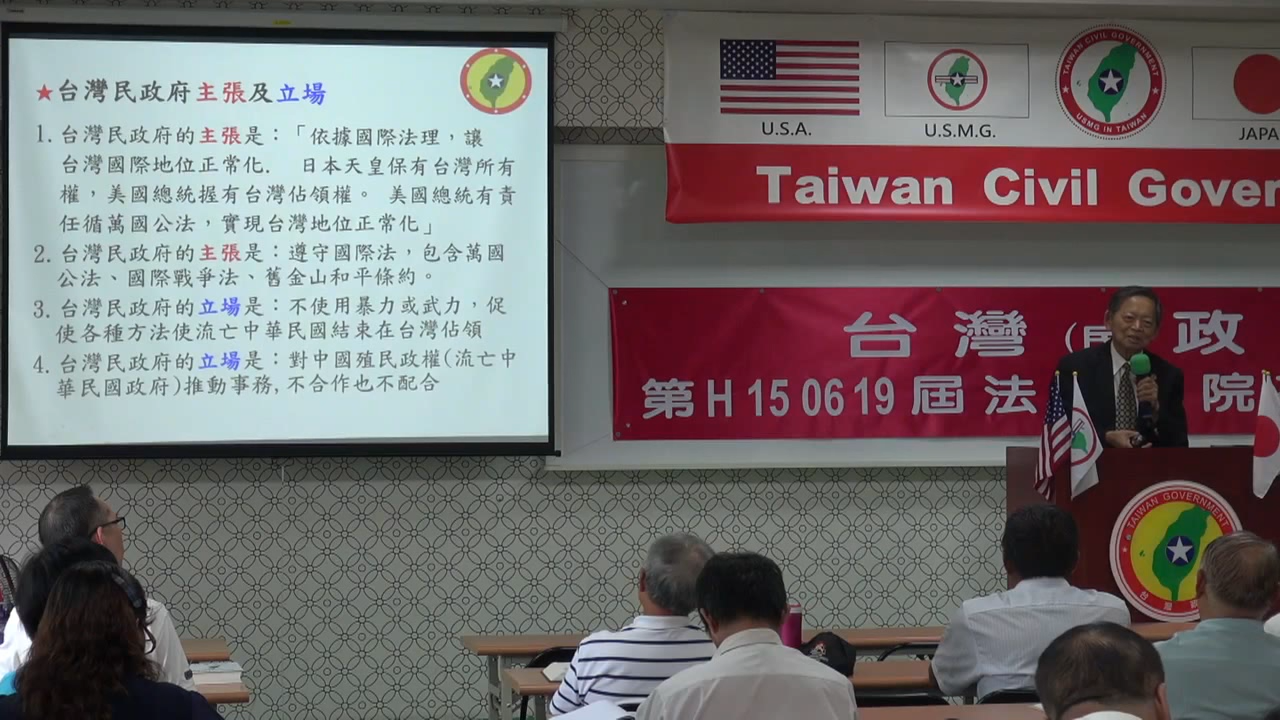 ★台灣民政府主張及立場
1. 台灣民政府的主張是：「依據國際法理，讓
台灣國際地位正常化. 日本天皇保有台灣所有
權，美國總統握有台灣佔領權。 美國總統有責
任循萬國公法，實現台灣地位正常化」
2. 台灣民政府的主張是：遵守國際法，包含萬國
公法、國際戰爭法、舊金山和平條約。
3. 台灣民政府的立場是：不使用暴力或武力，促
使各種方法使流亡中華民國結束在台灣佔領
4. 台灣民政府的立場是：對中國殖民政權(流亡中
華民國政府)推動事務,不合作也不配合
U.S.A.
U.S.M.G.
TAIWAN CIVIL GOVERNMENT
USMG IN TAIWAN
JAPA
Taiwan Civil Gover
台灣（民 政
第H 15 06 19 屆法 院
TAIWAN GOVERNMENT
台灣